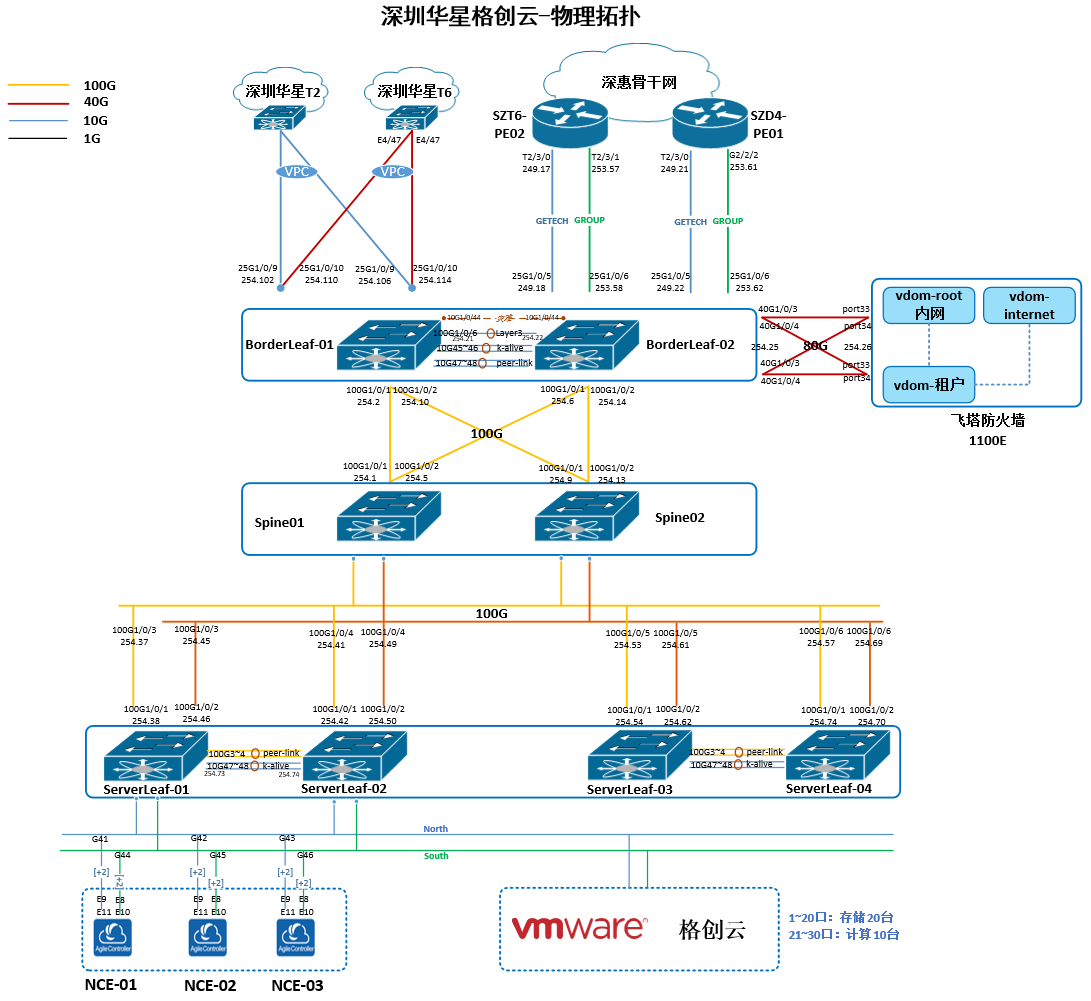 深圳华星格创云–物理拓扑
100G
40G
10G
1G
深圳华星T2
深圳华星T6
深惠骨干网
SZT6-
PE02
SZD4-
PE01
E4/47
E4/47
VPC
VPC
T2/3/0
249.17
T2/3/1
253.57
T2/3/0
249.21
G2/2/2
253.61
GETECH
GROUP
GETECH
GROUP
25G1/0/9
254.102
25G1/0/10
254.110
25G1/0/9
254.106
25G1/0/10
254.114
25G1/0/5
249.18
25G1/0/6
253.58
25G1/0/5
249.22
25G1/0/6
253.62
BorderLeaf-01
BorderLeaf-02
10G1/0/44
10G1/0/44
100G1/0/6
Layer3
254.21
254.22
10G45~46
k-alive
10G47~48
peer-link
40G1/0/3
40G1/0/4
254.25
40G1/0/3
40G1/0/4
80G
port33
port34
254.26
port33
port34
vdom-root
内网
vdom-
internet
vdom-租户
飞塔防火墙
1100E
100G1/0/1
254.2
100G1/0/2
254.10
100G1/0/1
254.6
100G1/0/2
254.14
100G
100G1/0/1
254.1
100G1/0/2
254.5
100G1/0/1
254.9
100G1/0/2
254.13
Spine01
Spine02
100G
100G1/0/3
254.37
100G1/0/3
254.45
100G1/0/4
254.41
100G1/0/4
254.49
100G1/0/5
254.53
100G1/0/5
254.61
100G1/0/6
254.57
100G1/0/6
254.69
100G1/0/1
254.38
100G1/0/2
254.46
100G1/0/1
254.42
100G1/0/2
254.50
100G1/0/1
254.54
100G1/0/2
254.62
100G1/0/1
254.74
100G1/0/2
254.70
100G3~4
peer-link
10G47~48
k-alive
254.73
254.74
100G3~4
peer-link
10G47~48
k-alive
ServerLeaf-01
ServerLeaf-02
ServerLeaf-03
ServerLeaf-04
North
South
G41
G44
G42
G45
G43
G46
[+2]
[+2]
[+2]
[+2]
[+2]
[+2]
E9
E8
E9
E8
E9
E8
E11
E10
E11
E10
E11
E10
AgileController
AgileController
AgileController
NCE-01
NCE-02
NCE-03
vmware
格创云
1~20口：存储20台
21~30口：计算10台